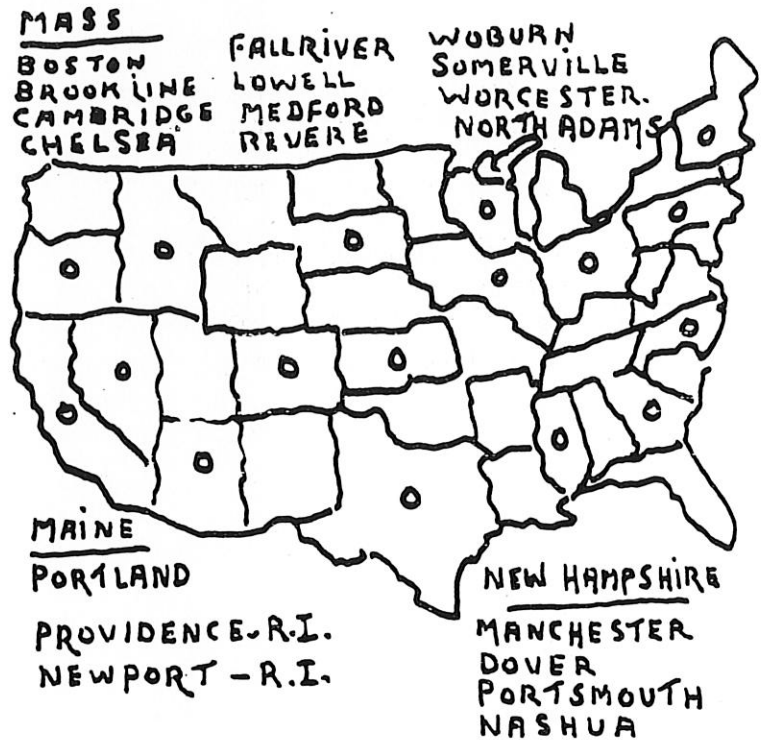 MASS
BOSTON
BROOKLINE
CAMBRIDGE
CHELSEA
FALLRIVER
LOWELL
MEDFORD
REVERE
WOBURN
SOMERVILLE
WORCESTER.
NORTH ADAMS
MAINE
PORTLAND
PROVIDENCE-R.I.
NEWPORT - R.I.
NEW HAMPSHIRE
MANCHESTER
DOVER
PORTSMOUTH
NASHUA